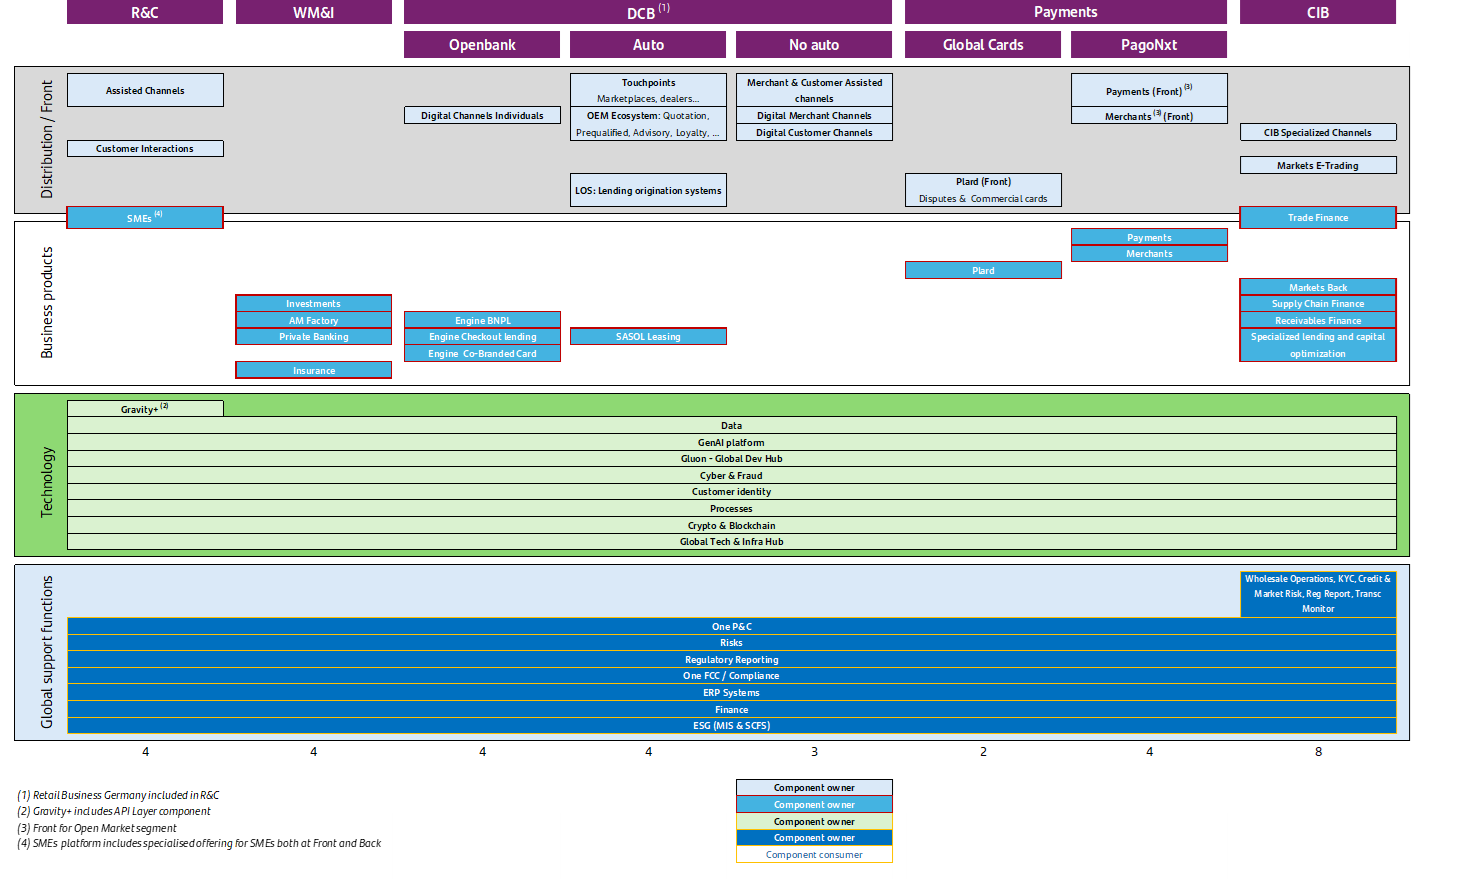 R&C
WM&I
DCB (1)
Payments
CIB
Openbank
Auto
No auto
Global Cards
PagoNxt
Distribution / Front
Assisted Channels
Customer Interactions
SMEs (4)
Digital Channels Individuals
Touchpoints
Marketplaces, dealers...
OEM Ecosystem: Quotation,
Prequalified, Advisory, Loyalty, ...
LOS: Lending origination systems
Merchant & Customer Assisted
channels
Digital Merchant Channels
Digital Customer Channels
Plard (Front)
Disputes & Commercial cards
Payments (Front) (3)
Merchants (3) (Front)
CIB Specialized Channels
Markets E-Trading
Trade Finance
Business products
Investments
AM Factory
Private Banking
Insurance
Engine BNPL
Engine Checkout lending
Engine Co-Branded Card
SASOL Leasing
Plard
Payments
Merchants
Markets Back
Supply Chain Finance
Receivables Finance
Specialized lending and capital
optimization
Technology
Gravity+ (2)
Data
GenAI platform
Gluon - Global Dev Hub
Cyber & Fraud
Customer identity
Processes
Crypto & Blockchain
Global Tech & Infra Hub
Global support functions
Wholesale Operations, KYC, Credit &
Market Risk, Reg Report, Transc
Monitor
One P&C
Risks
Regulatory Reporting
One FCC / Compliance
ERP Systems
Finance
ESG (MIS & SCFS)
4
4
4
4
3
2
4
8
(1) Retail Business Germany included in R&C
(2) Gravity+ includes API Layer component
(3) Front for Open Market segment
(4) SMEs platform includes specialised offering for SMEs both at Front and Back
Component owner
Component owner
Component owner
Component owner
Component consumer